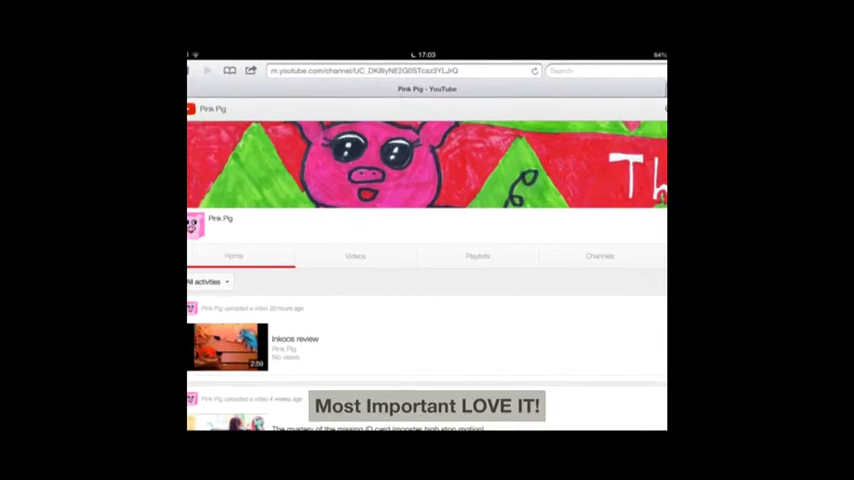 17:03
64%
m.youtube.com/channel/
Search
Pink Pig - YouTube
Pink Pig
Th
Pink Pig
Home
Videos
Playlists
Channels
All activities
Pink Pig uploaded a video 20 hours ago
Inkoos review
Pink Pig
No views
2:59
Pink Pig uploaded a video 4 weeks ago
Most Important LOVE IT!
The mystery of the missing ID card (monster high stop motion)